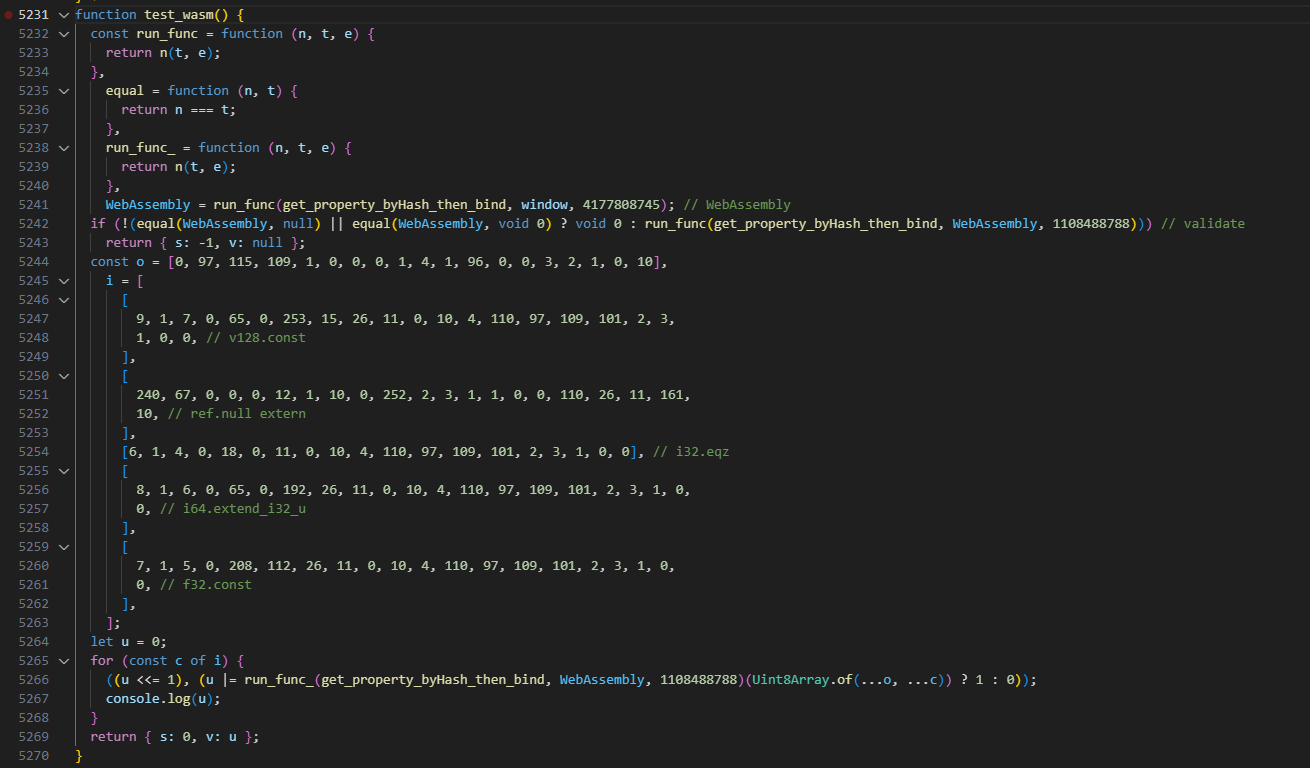 5231 function test_wasm() {
5232 const run_func = function (n, t, e) {
5233 return n(t, e);
5234 },
5235 equal = function (n, t) {
5236 return n === t;
5237 },
5238 run_func_ = function (n, t, e) {
5239 return n(t, e);
5240 },
5241 WebAssembly = run_func(get_property_byHash_then_bind, window, 4177808745); // WebAssembly
5242 if (!(equal(WebAssembly, null) || equal(WebAssembly, void 0) ? void 0 : run_func(get_property_byHash_then_bind, WebAssembly, 1108488788))) // validate
5243 return { s: -1, v: null };
5244 const o = [0, 97, 115, 109, 1, 0, 0, 0, 1, 4, 1, 96, 0, 0, 3, 2, 1, 0, 10],
5245 i = [
5246 [
5247 9, 1, 7, 0, 65, 0, 253, 15, 26, 11, 0, 10, 4, 110, 97, 109, 101, 2, 3,
5248 1, 0, 0, // v128.const
5249 ],
5250 [
5251 240, 67, 0, 0, 0, 12, 1, 10, 0, 252, 2, 3, 1, 1, 0, 0, 110, 26, 11, 161,
5252 10, // ref.null extern
5253 ],
5254 [6, 1, 4, 0, 18, 0, 11, 0, 10, 4, 110, 97, 109, 101, 2, 3, 1, 0, 0], // i32.eqz
5255 [
5256 8, 1, 6, 0, 65, 0, 192, 26, 11, 0, 10, 4, 110, 97, 109, 101, 2, 3, 1, 0,
5257 0, // i64.extend_i32_u
5258 ],
5259 [
5260 7, 1, 5, 0, 208, 112, 26, 11, 0, 10, 4, 110, 97, 109, 101, 2, 3, 1, 0,
5261 0, // f32.const
5262 ],
5263 ];
5264 let u = 0;
5265 for (const c of i) {
5266 ((u <<= 1), (u |= run_func_(get_property_byHash_then_bind, WebAssembly, 1108488788)(Uint8Array.of(...o, ...c)) ? 1 : 0));
5267 console.log(u);
5268 }
5269 return { s: 0, v: u };
5270 }